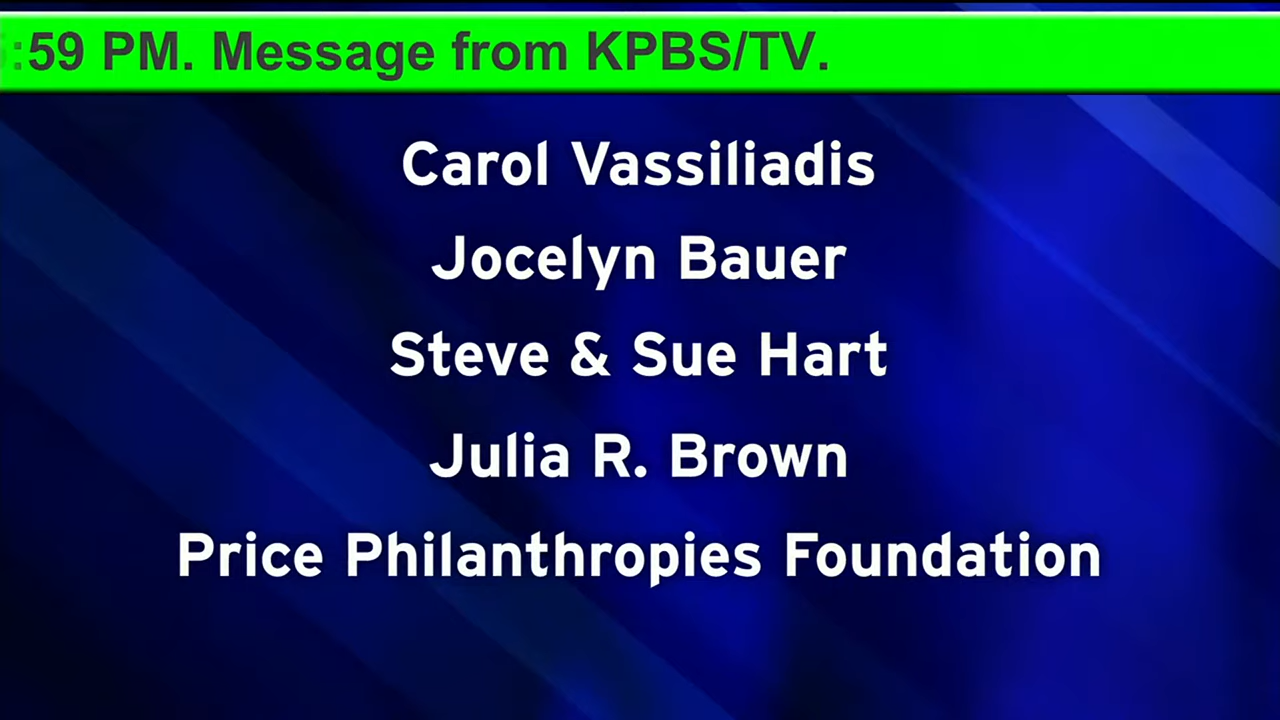 :59 PM. Message from KPBS/TV.
Carol Vassiliadis
Jocelyn Bauer
Steve & Sue Hart
Julia R. Brown
Price Philanthropies Foundation